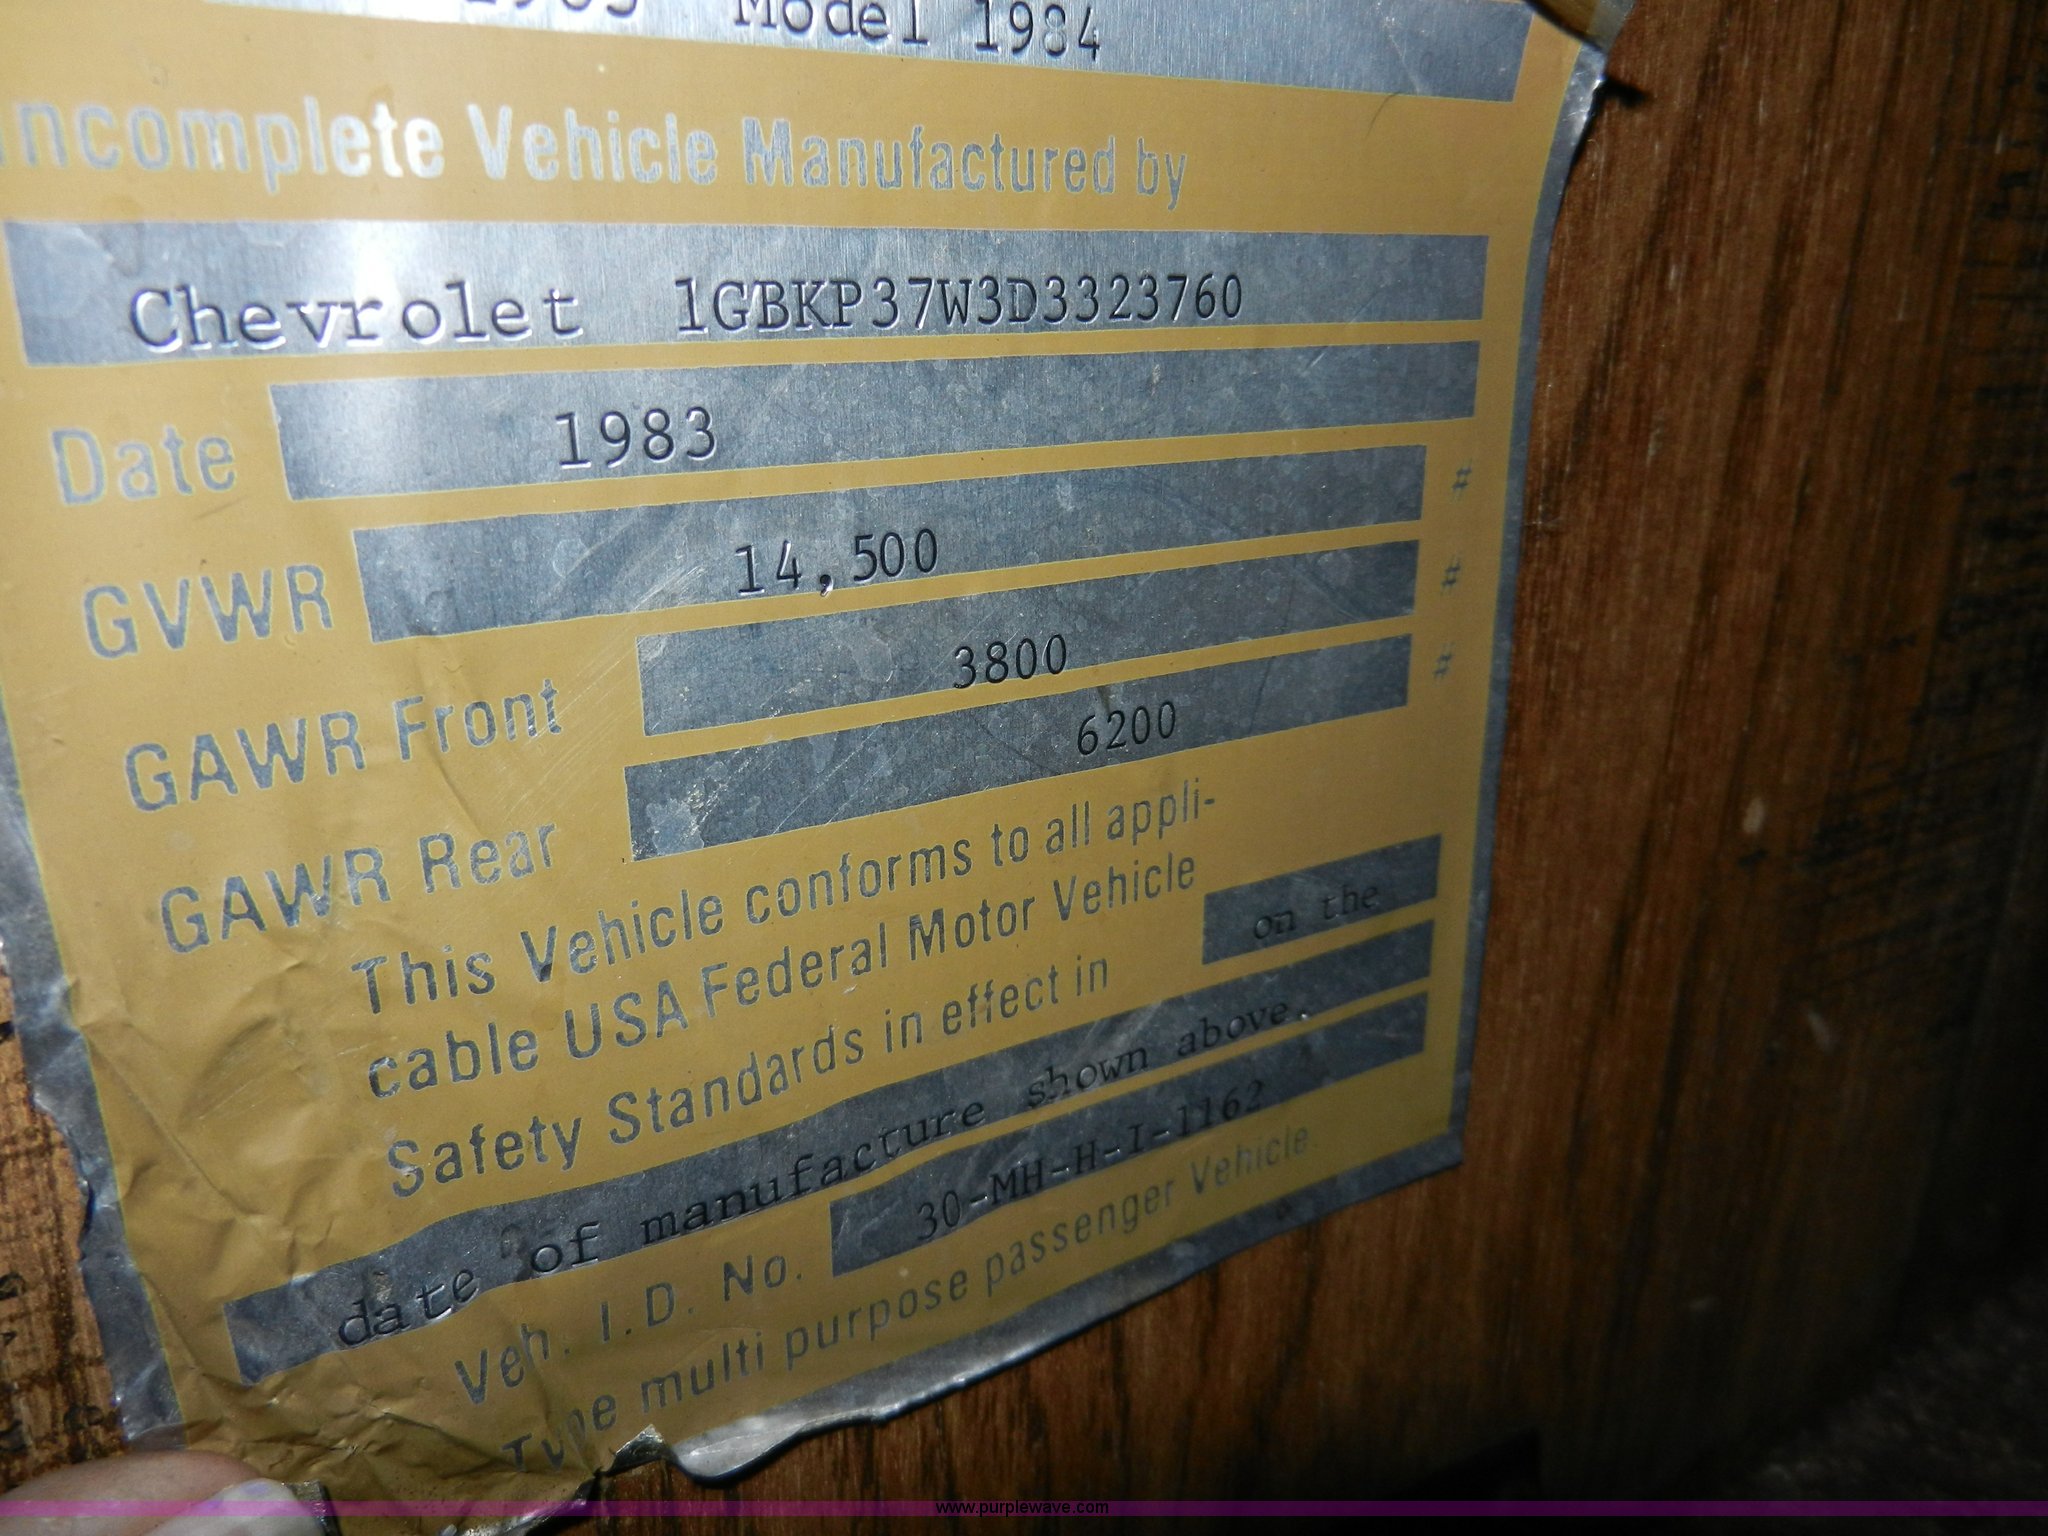 1983 Model 1984
Incomplete Vehicle Manufactured by
Chevrolet 1GBKP37W3D3323760
Date 1983
GVWR 14,500 #
GAWR Front 3800 #
GAWR Rear 6200 #
This Vehicle conforms to all appli-
cable USA Federal Motor Vehicle
Safety Standards in effect in on the
date of manufacture shown above.
Veh. I.D. No. 30-MH-H-I-1162
Type multi purpose passenger Vehicle
www.purplewave.com